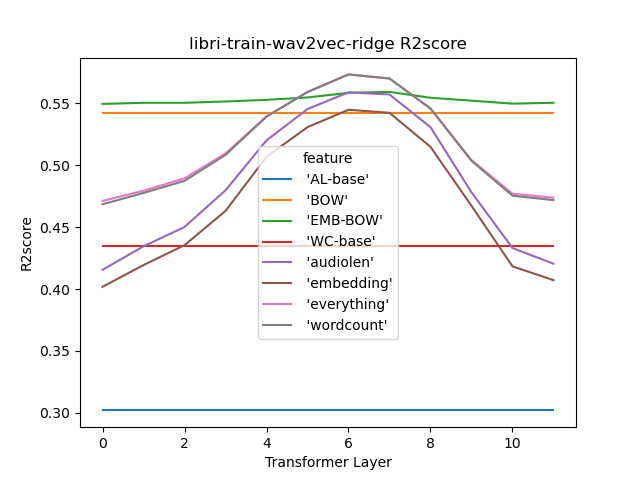 libri-train-wav2vec-ridge R2score
R2score
0.55
0.50
0.45
0.40
0.35
0.30
feature
'AL-base'
'BOW'
'EMB-BOW'
'WC-base'
'audiolen'
'embedding'
'everything'
'wordcount'
0 2 4 6 8 10
Transformer Layer